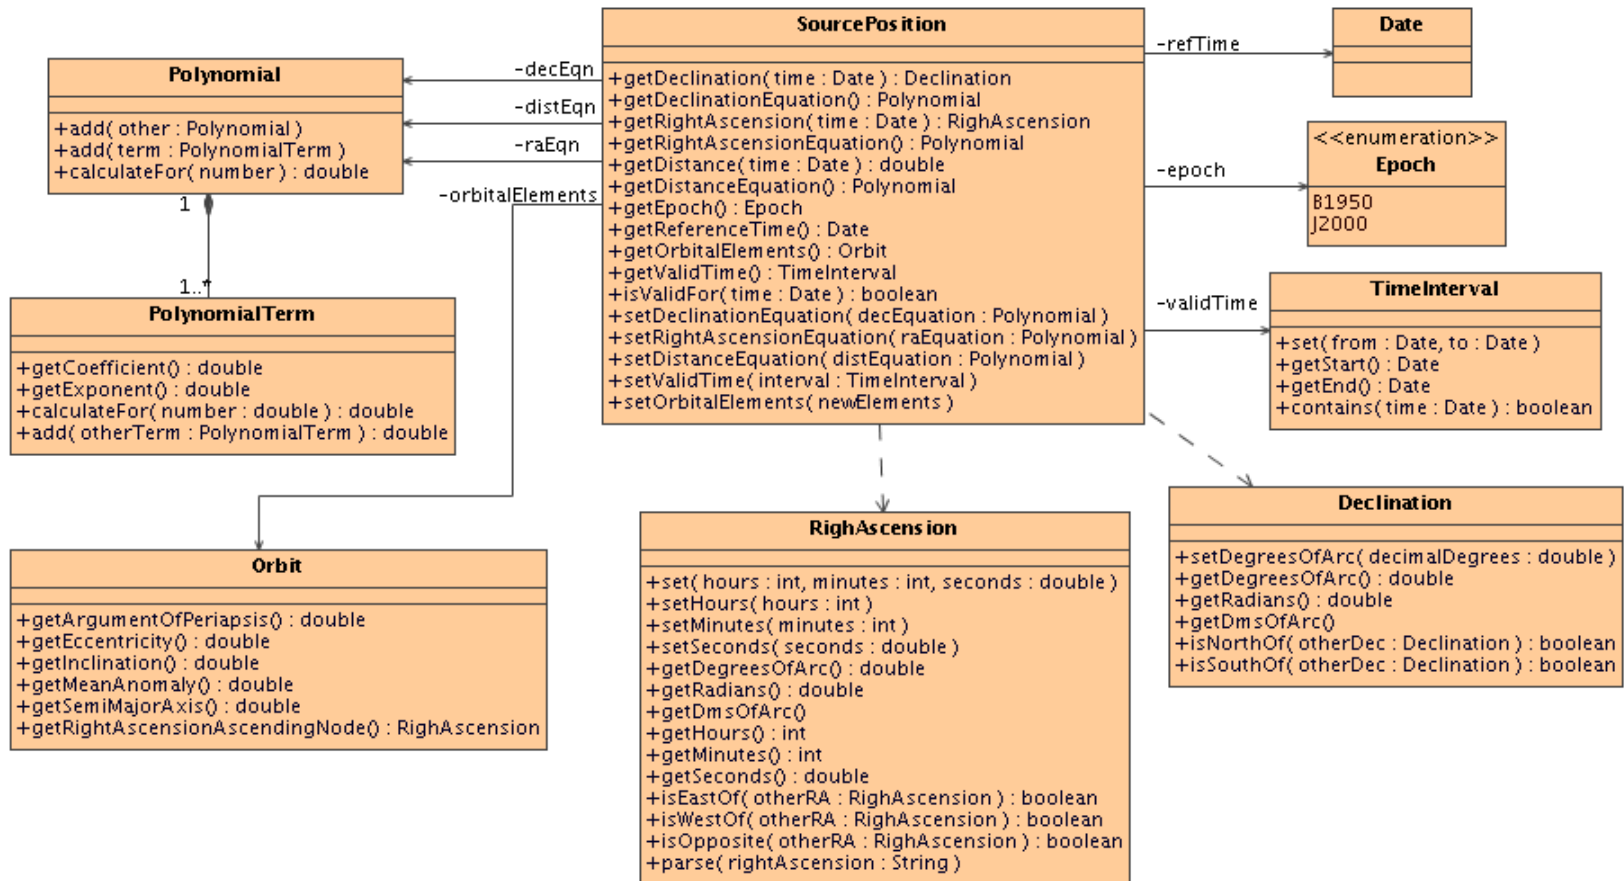 SourcePosition
+getDeclination( time : Date ) : Declination
+getDeclinationEquation() : Polynomial
+getRightAscension( time : Date ) : RighAscension
+getRightAscensionEquation() : Polynomial
+getDistance( time : Date ) : double
+getDistanceEquation() : Polynomial
+getEpoch() : Epoch
+getReferenceTime() : Date
+getOrbitalElements() : Orbit
+getValidTime() : TimeInterval
+isValidFor( time : Date ) : boolean
+setDeclinationEquation( decEquation : Polynomial )
+setRightAscensionEquation( raEquation : Polynomial )
+setDistanceEquation( distEquation : Polynomial )
+setValidTime( interval : TimeInterval )
+setOrbitalElements( newElements )
Polynomial
+add( other : Polynomial )
+add( term : PolynomialTerm )
+calculateFor( number ) : double
-decEqn
-distEqn
-raEqn
-orbitalElements
1
1..*
PolynomialTerm
+getCoefficient() : double
+getExponent() : double
+calculateFor( number : double ) : double
+add( otherTerm : PolynomialTerm ) : double
Orbit
+getArgumentOfPeriapsis() : double
+getEccentricity() : double
+getInclination() : double
+getMeanAnomaly() : double
+getSemiMajorAxis() : double
+getRightAscensionAscendingNode() : RighAscension
-refTime
Date
-epoch
<<enumeration>>
Epoch
B1950
J2000
-validTime
TimeInterval
+set( from : Date, to : Date )
+getStart() : Date
+getEnd() : Date
+contains( time : Date ) : boolean
RighAscension
+set( hours : int, minutes : int, seconds : double )
+setHours( hours : int )
+setMinutes( minutes : int )
+setSeconds( seconds : double )
+getDegreesOfArc() : double
+getRadians() : double
+getDmsOfArc()
+getHours() : int
+getMinutes() : int
+getSeconds() : double
+isEastOf( otherRA : RighAscension ) : boolean
+isWestOf( otherRA : RighAscension ) : boolean
+isOpposite( otherRA : RighAscension ) : boolean
+parse( rightAscension : String )
Declination
+setDegreesOfArc( decimalDegrees : double )
+getDegreesOfArc() : double
+getRadians() : double
+getDmsOfArc()
+isNorthOf( otherDec : Declination ) : boolean
+isSouthOf( otherDec : Declination ) : boolean